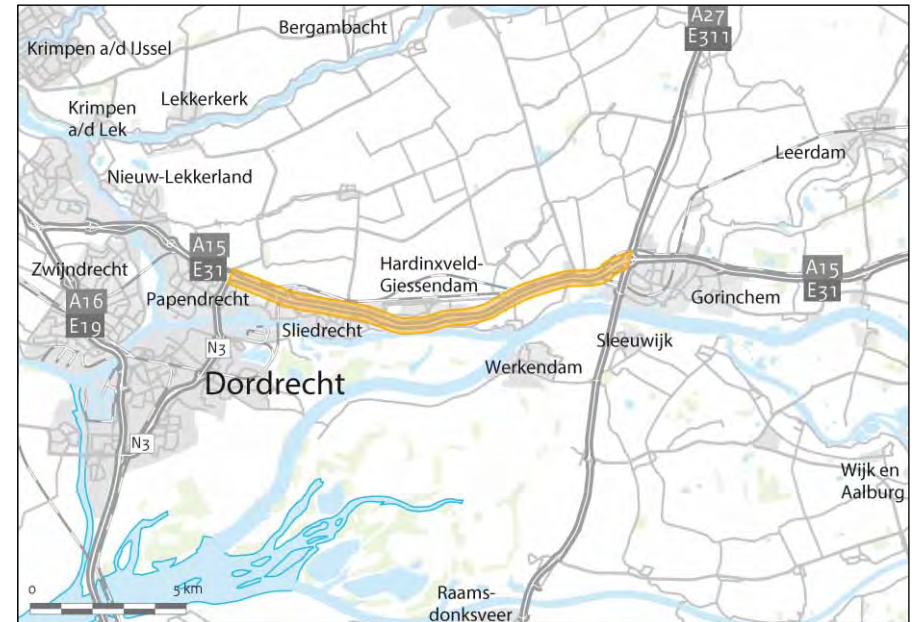 Bergambacht
A27
E311
Krimpen a/d IJssel
Lekkerkerk
Krimpen
a/d Lek
Leerdam
Nieuw-Lekkerland
A15
E31
Zwijndrecht
Hardinxveld-
Giessendam
A15
E31
Papendrecht
Gorinchem
A16
E19
Sliedrecht
N3
Sleeuwijk
Werkendam
Dordrecht
N3
Wijk en
Aalburg
0
5 km
Raams-
donksveer